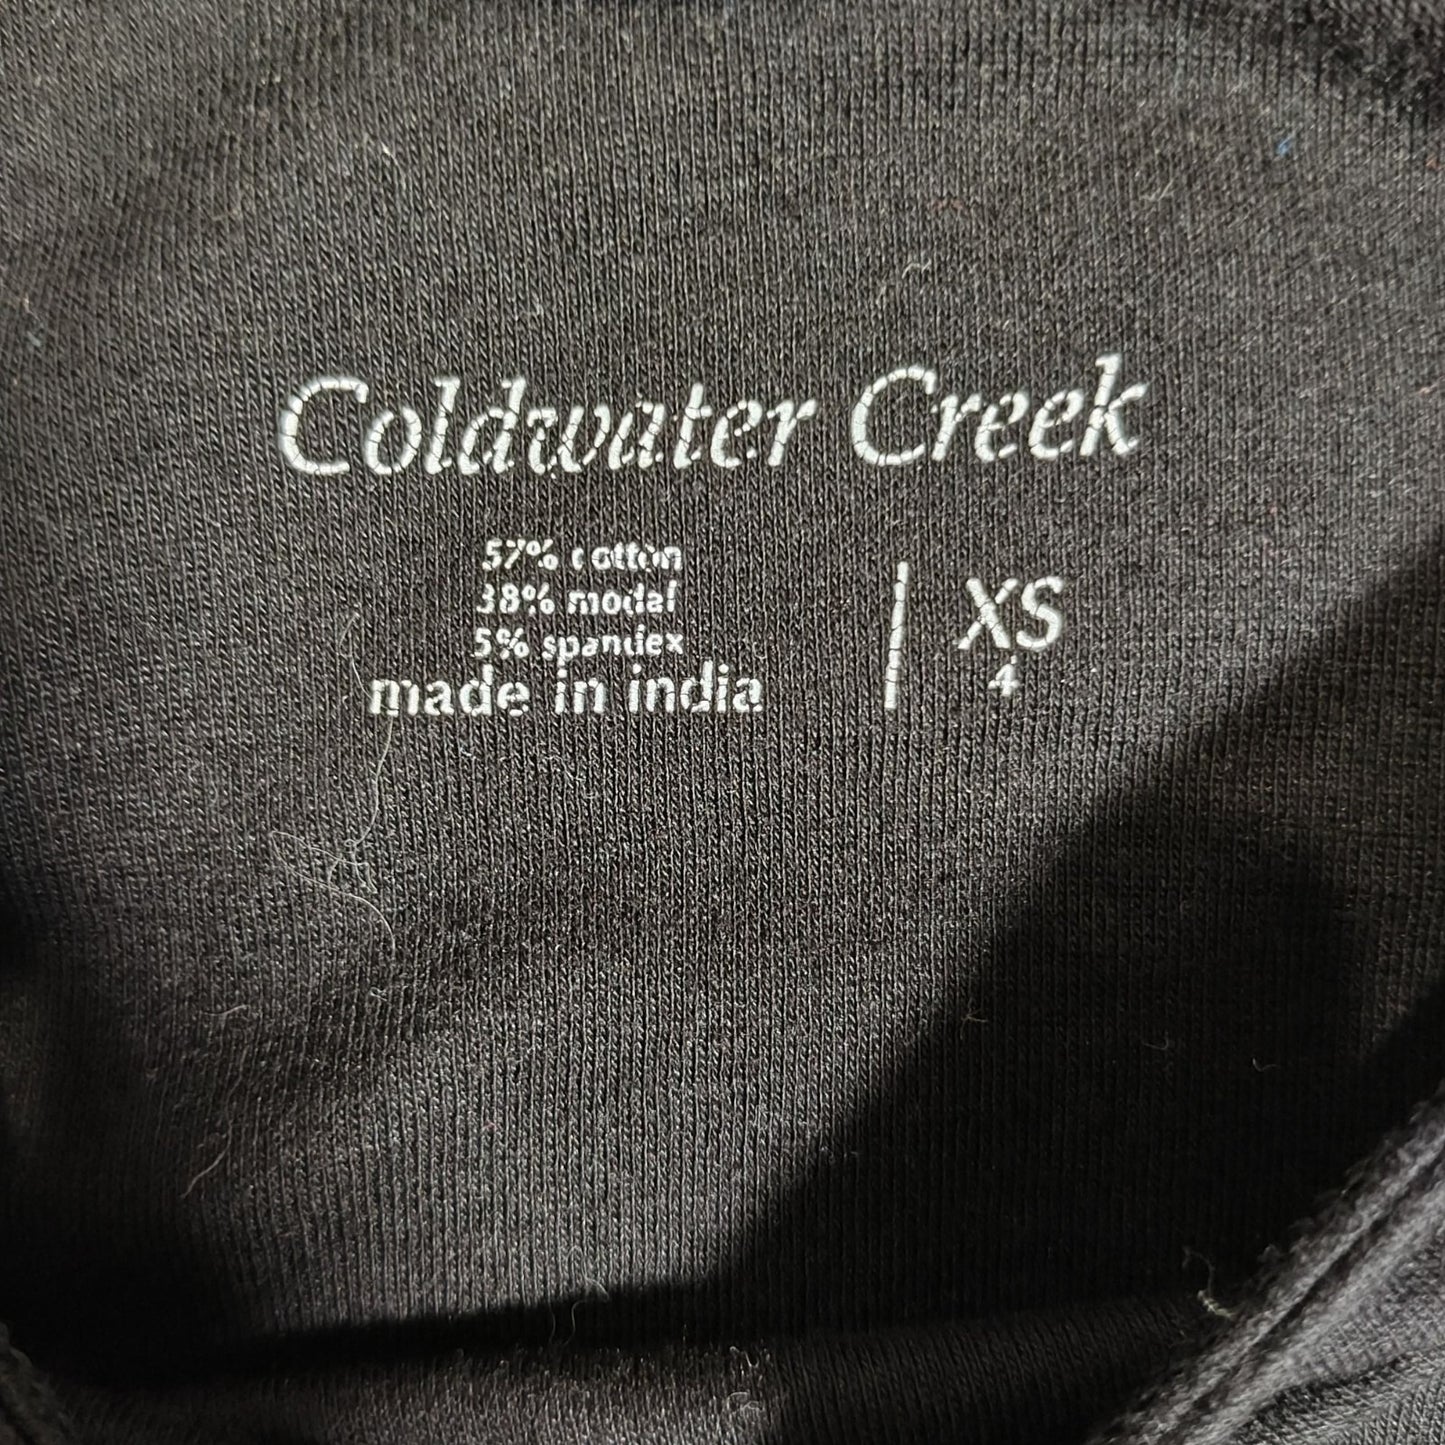 Coldwater Creek
57% cotton
38% modal
5% spandex
made in india
XS
4